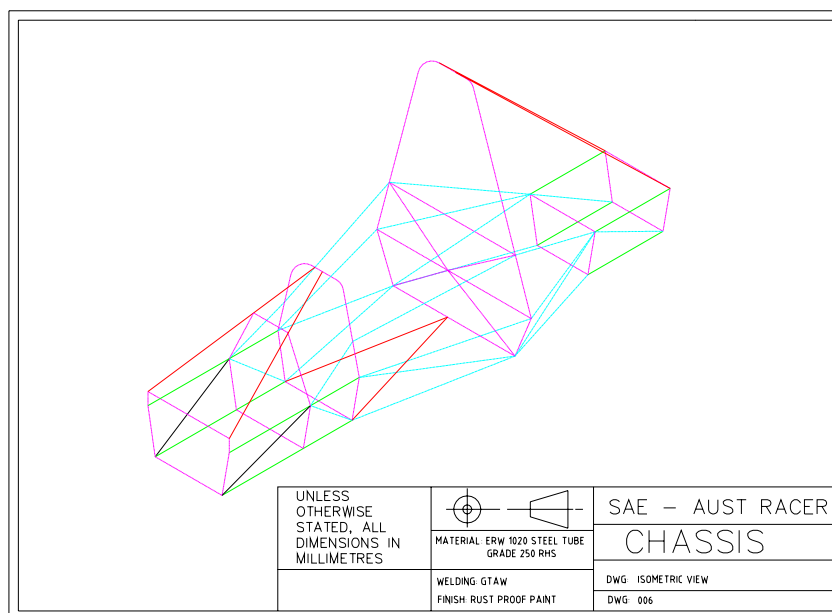 UNLESS
OTHERWISE
STATED, ALL
DIMENSIONS IN
MILLIMETRES
MATERIAL: ERW 1020 STEEL TUBE
GRADE 250 RHS
WELDING: GTAW
FINISH: RUST PROOF PAINT
SAE - AUST RACER
CHASSIS
DWG: ISOMETRIC VIEW
DWG: 006